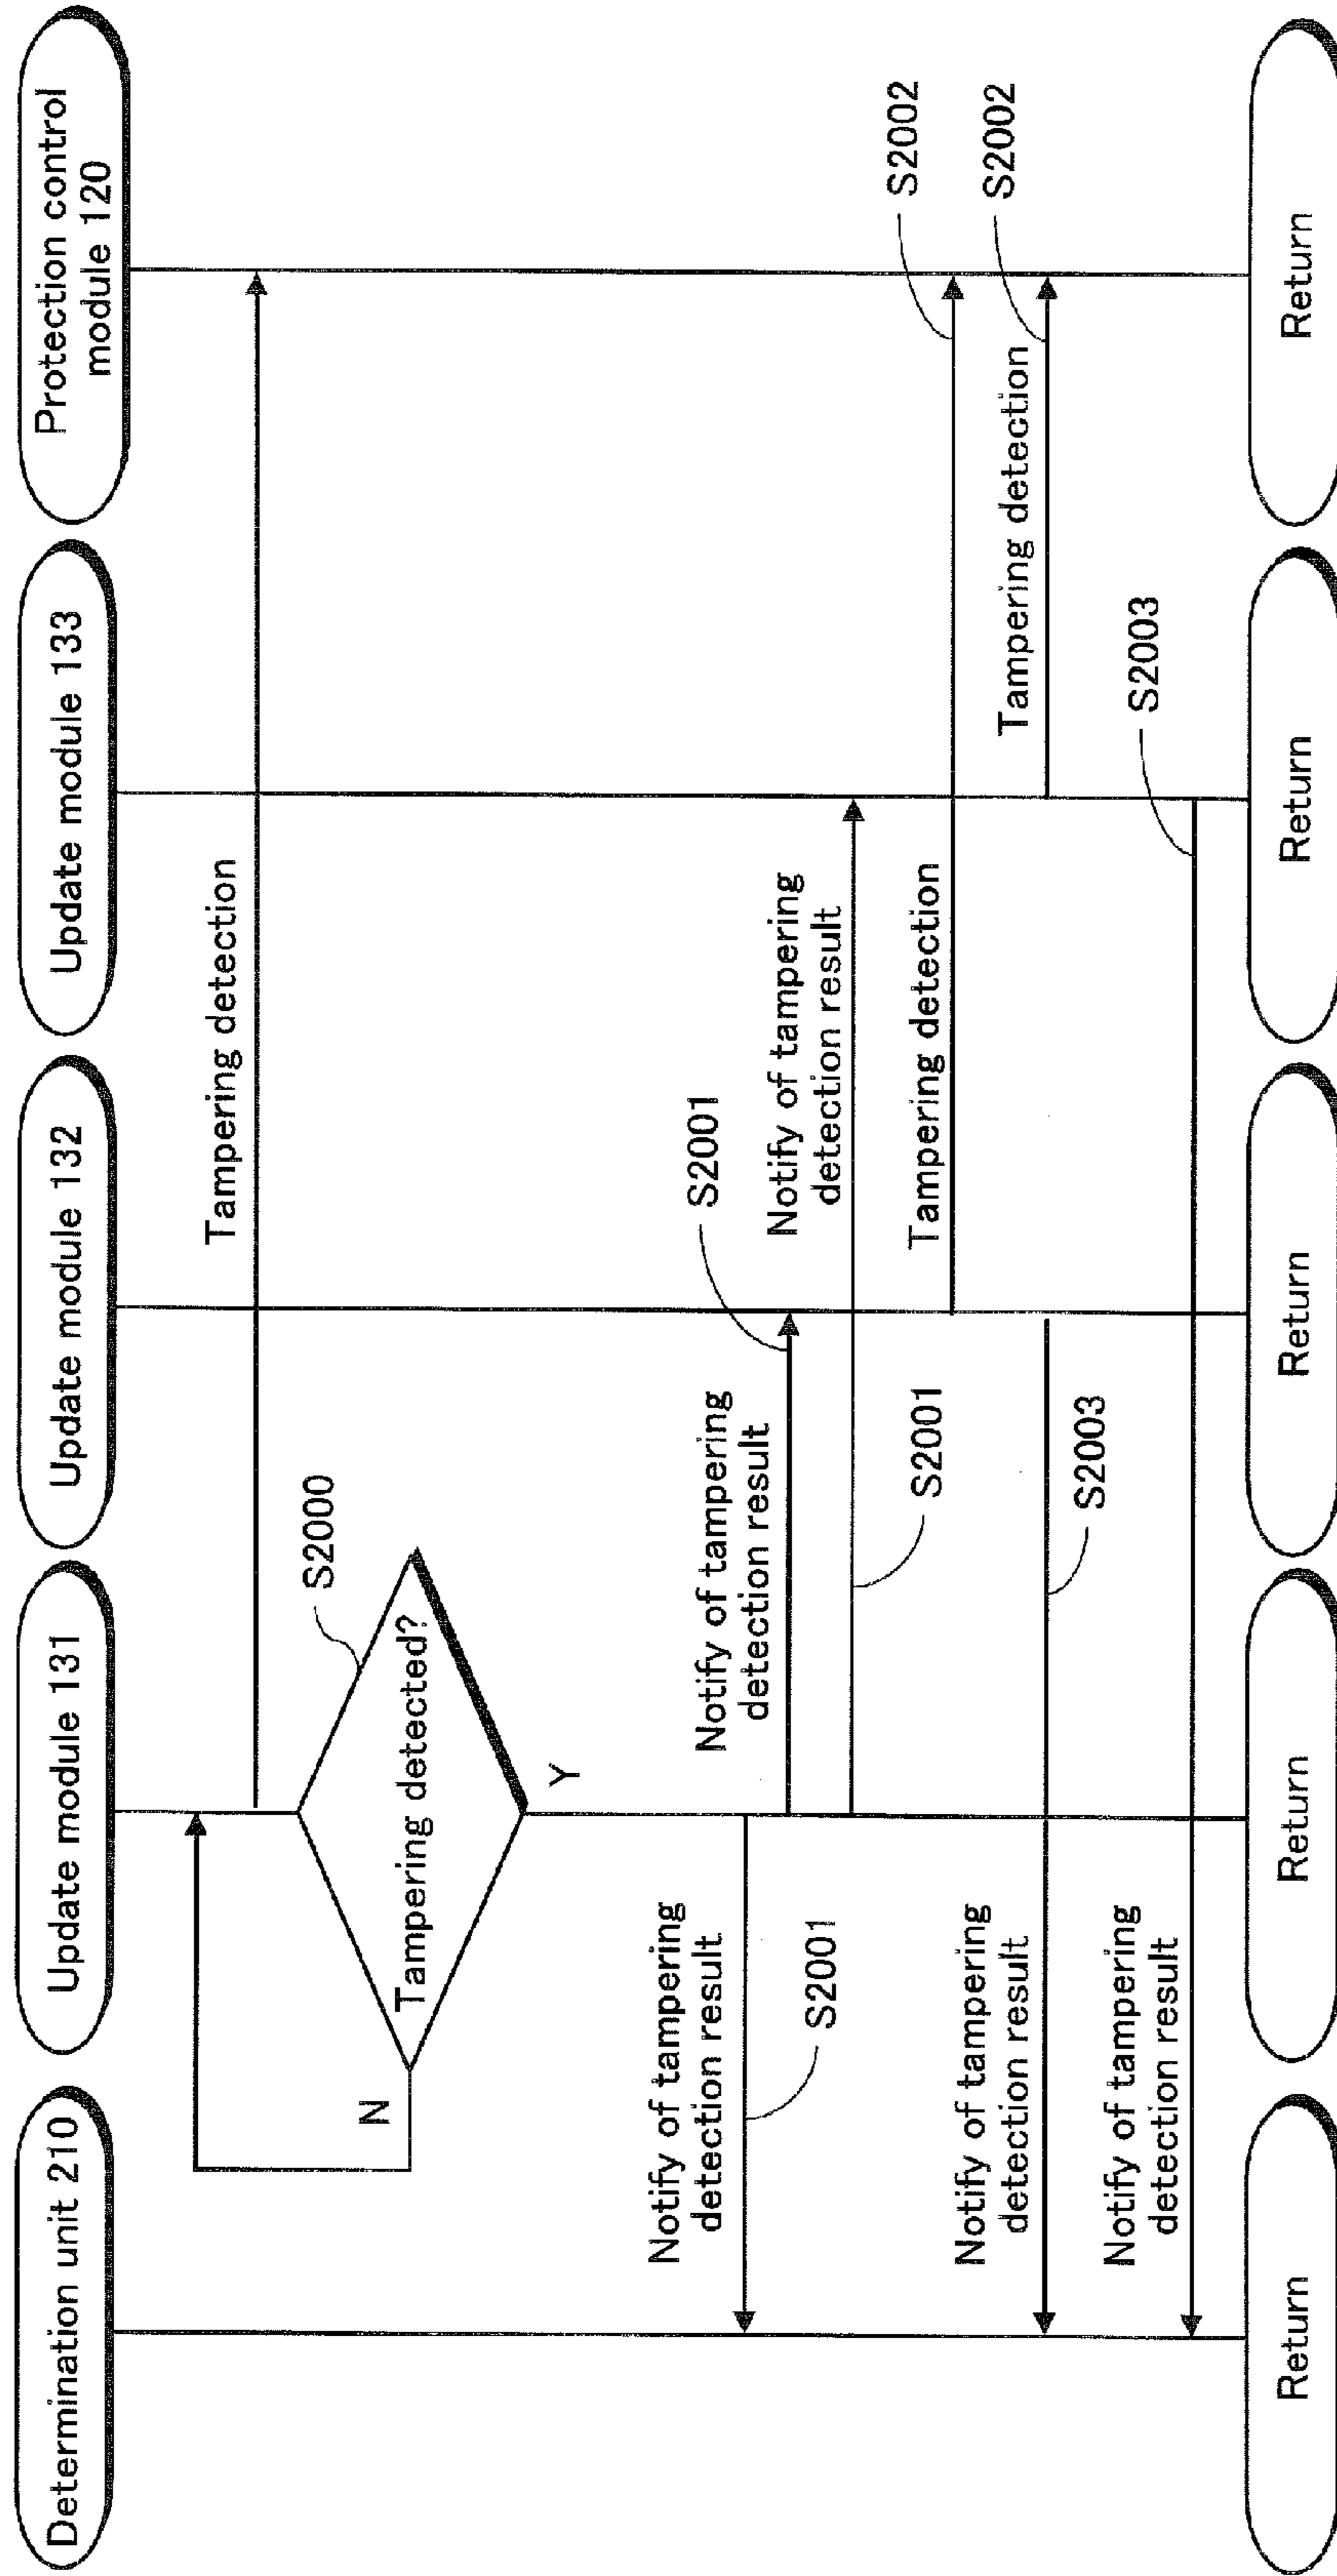 Determination unit 210
Update module 131
Update module 132
Update module 133
Protection control
module 120
Tampering detection
S2000
Tampering detected?
N
Y
Notify of tampering
detection result
S2001
Notify of tampering
detection result
S2001
Notify of tampering
detection result
S2001
Tampering detection
S2002
Tampering detection
S2002
Notify of tampering
detection result
S2003
Notify of tampering
detection result
S2003
Return
Return
Return
Return
Return